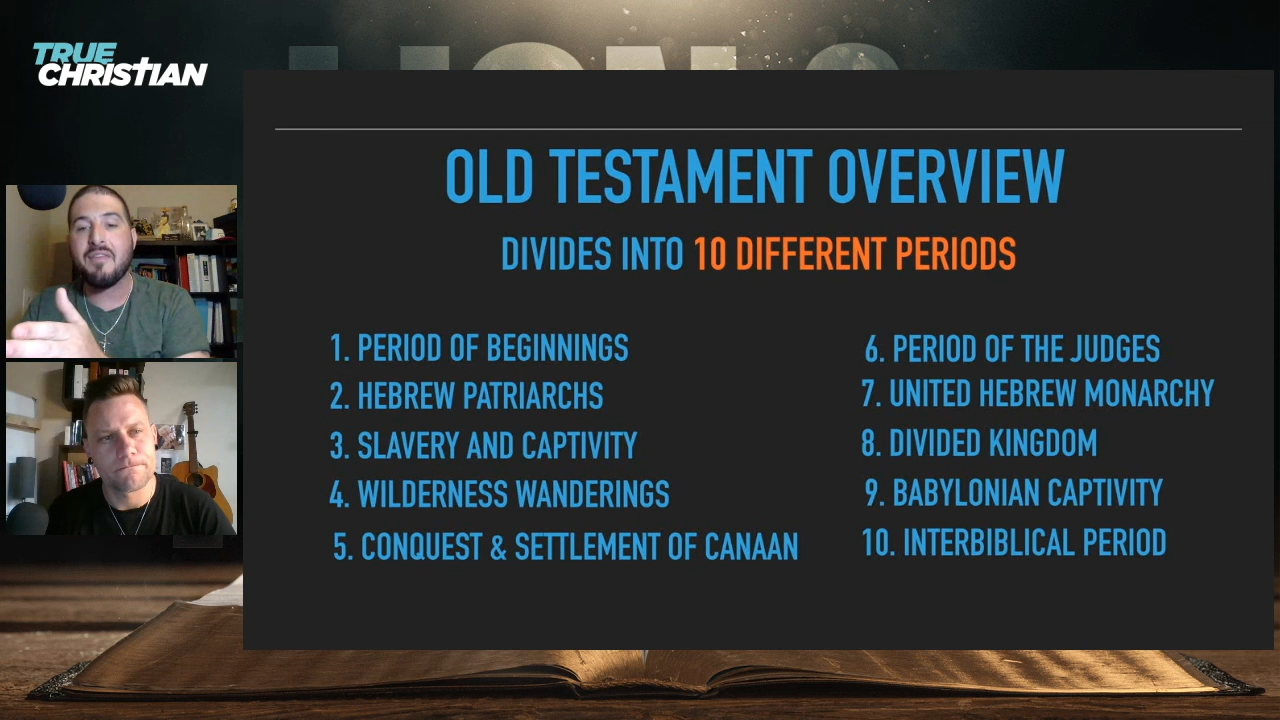 TRUE
CHRISTIAN
OLD TESTAMENT OVERVIEW
DIVIDES INTO 10 DIFFERENT PERIODS
1. PERIOD OF BEGINNINGS
2. HEBREW PATRIARCHS
3. SLAVERY AND CAPTIVITY
4. WILDERNESS WANDERINGS
5. CONQUEST & SETTLEMENT OF CANAAN
6. PERIOD OF THE JUDGES
7. UNITED HEBREW MONARCHY
8. DIVIDED KINGDOM
9. BABYLONIAN CAPTIVITY
10. INTERBIBLICAL PERIOD